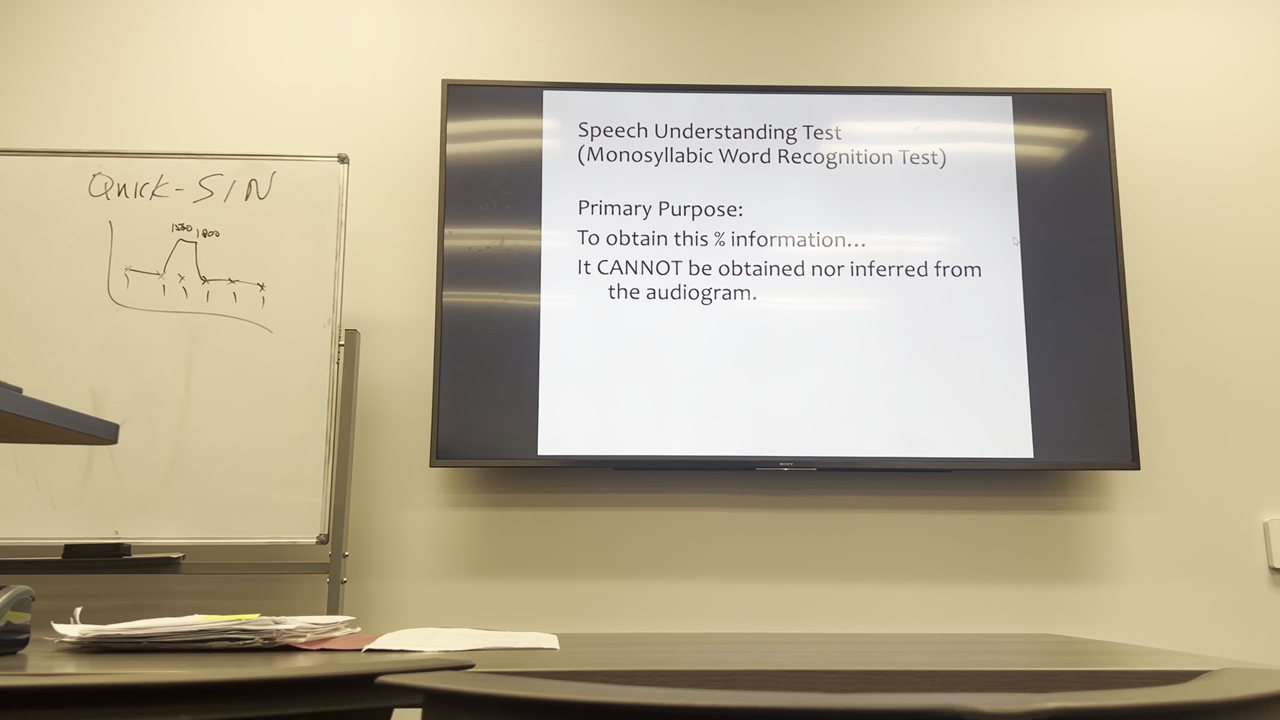 Quick-SIN
1500 1800
Speech Understanding Test
(Monosyllabic Word Recognition Test)
Primary Purpose:
To obtain this % information...
It CANNOT be obtained nor inferred from
the audiogram.
SONY